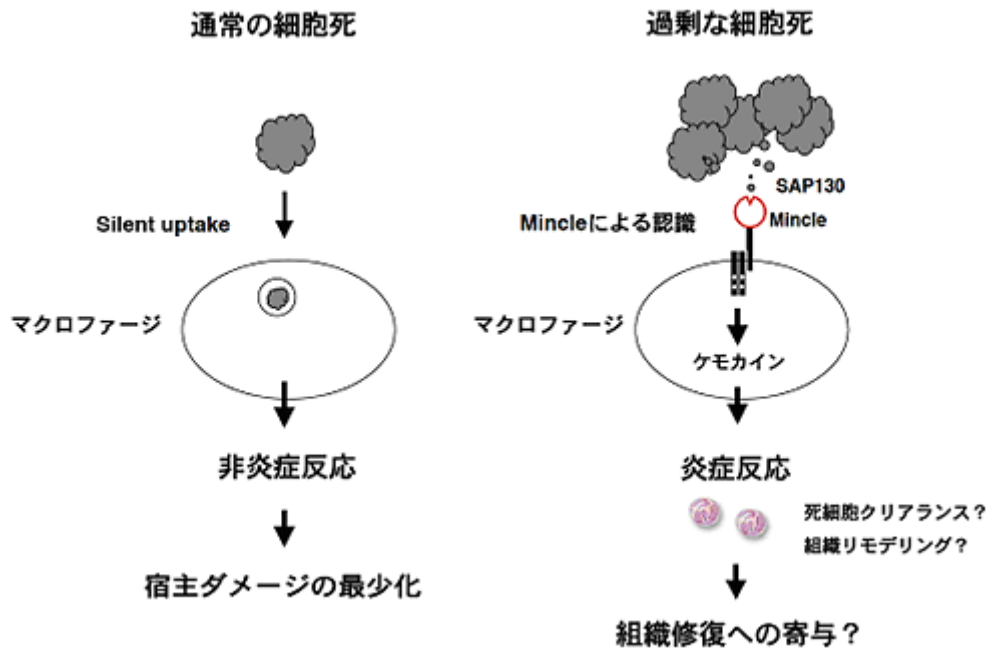 通常の細胞死
Silent uptake
マクロファージ
非炎症反応
宿主ダメージの最少化
過剰な細胞死
SAP130
Mincleによる認識
Mincle
マクロファージ
ケモカイン
炎症反応
死細胞クリアランス？
組織リモデリング？
組織修復への寄与？